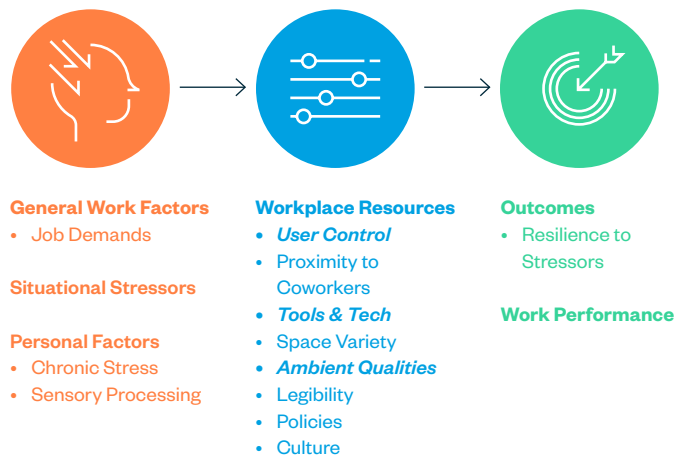 General Work Factors
• Job Demands
Situational Stressors
Personal Factors
• Chronic Stress
• Sensory Processing
Workplace Resources
• User Control
• Proximity to
Coworkers
• Tools & Tech
• Space Variety
• Ambient Qualities
• Legibility
• Policies
• Culture
Outcomes
• Resilience to
Stressors
Work Performance